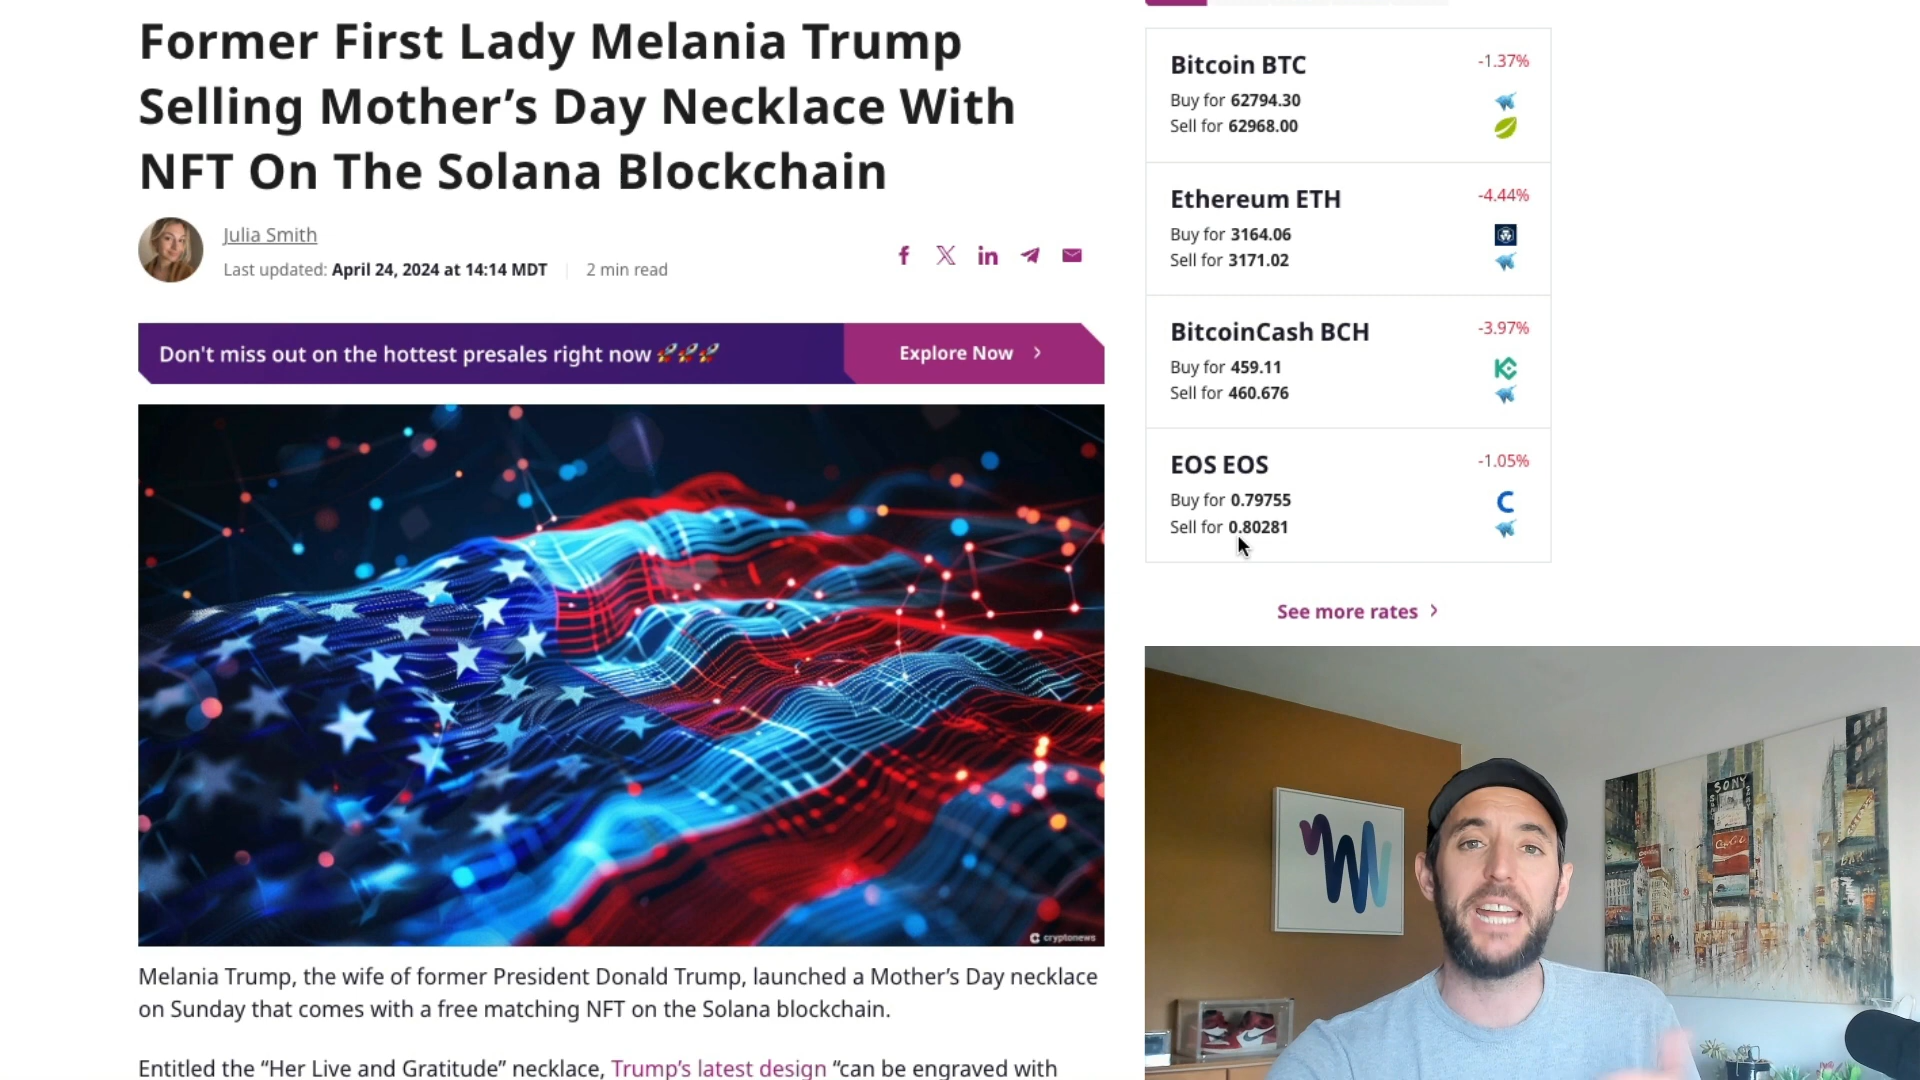 Former First Lady Melania Trump
Selling Mother’s Day Necklace With
NFT On The Solana Blockchain
Julia Smith
Last updated: April 24, 2024 at 14:14 MDT
2 min read
Don't miss out on the hottest presales right now 🚀🚀🚀
Explore Now
cryptonews
Melania Trump, the wife of former President Donald Trump, launched a Mother’s Day necklace
on Sunday that comes with a free matching NFT on the Solana blockchain.
Entitled the “Her Live and Gratitude” necklace, Trump’s latest design “can be engraved with
Bitcoin BTC
-1.37%
Buy for 62794.30
Sell for 62968.00
Ethereum ETH
-4.44%
Buy for 3164.06
Sell for 3171.02
BitcoinCash BCH
-3.97%
Buy for 459.11
Sell for 460.676
EOS EOS
-1.05%
Buy for 0.79755
Sell for 0.80281
See more rates
SONY
Coca-Cola